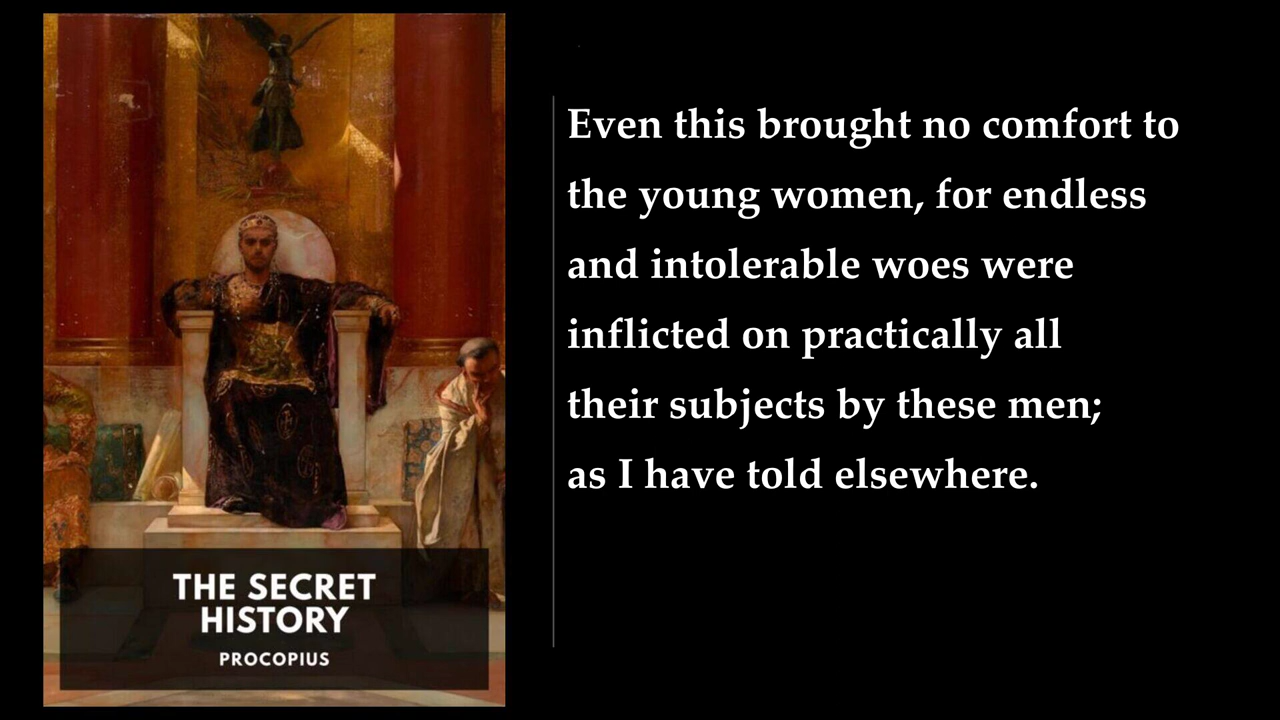 THE SECRET
HISTORY
PROCOPIUS
Even this brought no comfort to
the young women, for endless
and intolerable woes were
inflicted on practically all
their subjects by these men;
as I have told elsewhere.